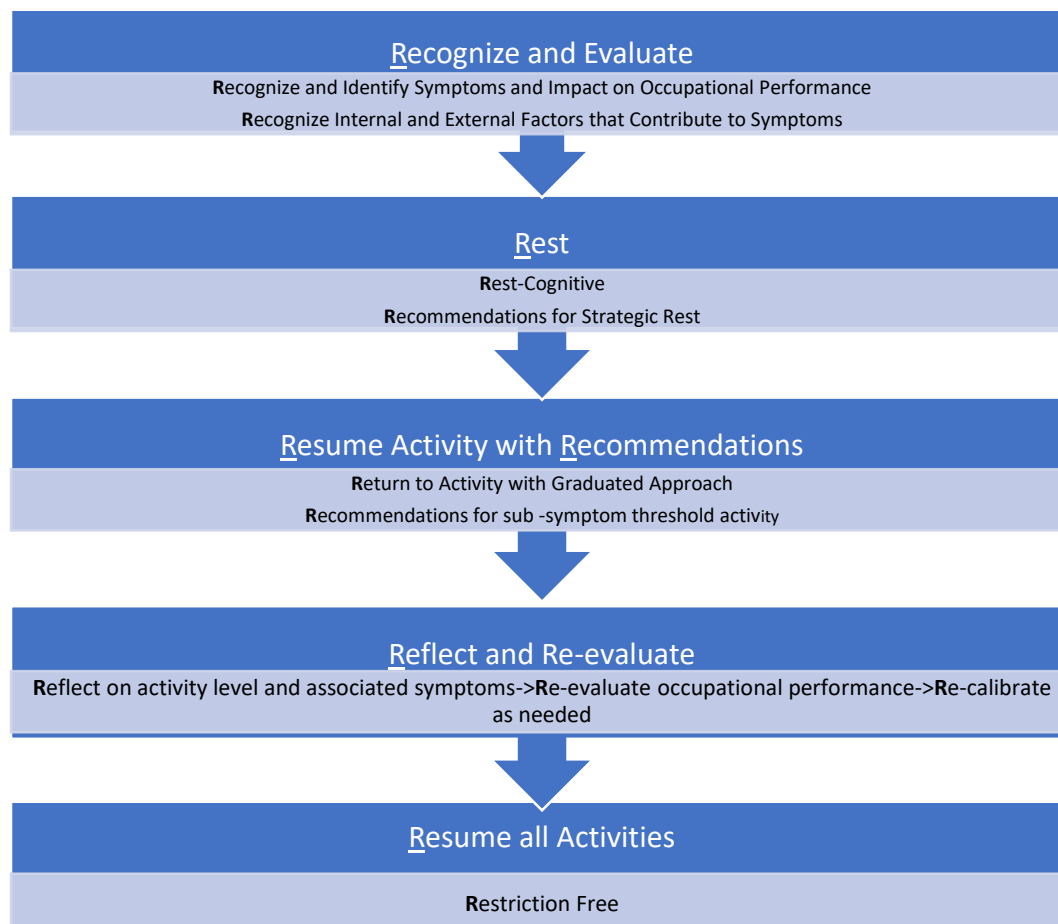 Recognize and Evaluate
Recognize and Identify Symptoms and Impact on Occupational Performance
Recognize Internal and External Factors that Contribute to Symptoms
Rest
Rest-Cognitive
Recommendations for Strategic Rest
Resume Activity with Recommendations
Return to Activity with Graduated Approach
Recommendations for sub -symptom threshold activity
Reflect and Re-evaluate
Reflect on activity level and associated symptoms->Re-evaluate occupational performance->Re-calibrate
as needed
Resume all Activities
Restriction Free